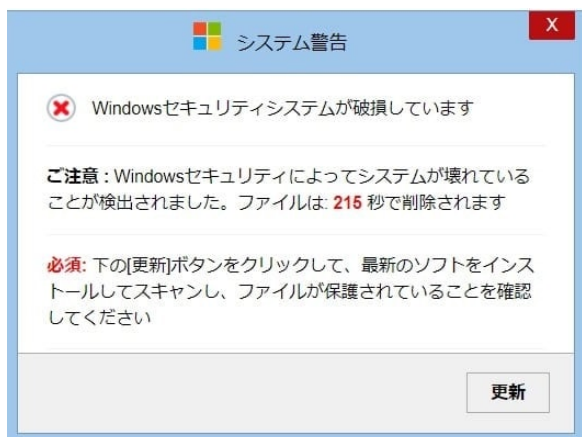 システム警告
X
Windowsセキュリティシステムが破損しています
ご注意 : Windowsセキュリティによってシステムが壊れている
ことが検出されました。ファイルは: 215 秒で削除されます
必須: 下の[更新]ボタンをクリックして、最新のソフトをインス
トールしてスキャンし、ファイルが保護されていることを確認
してください
更新